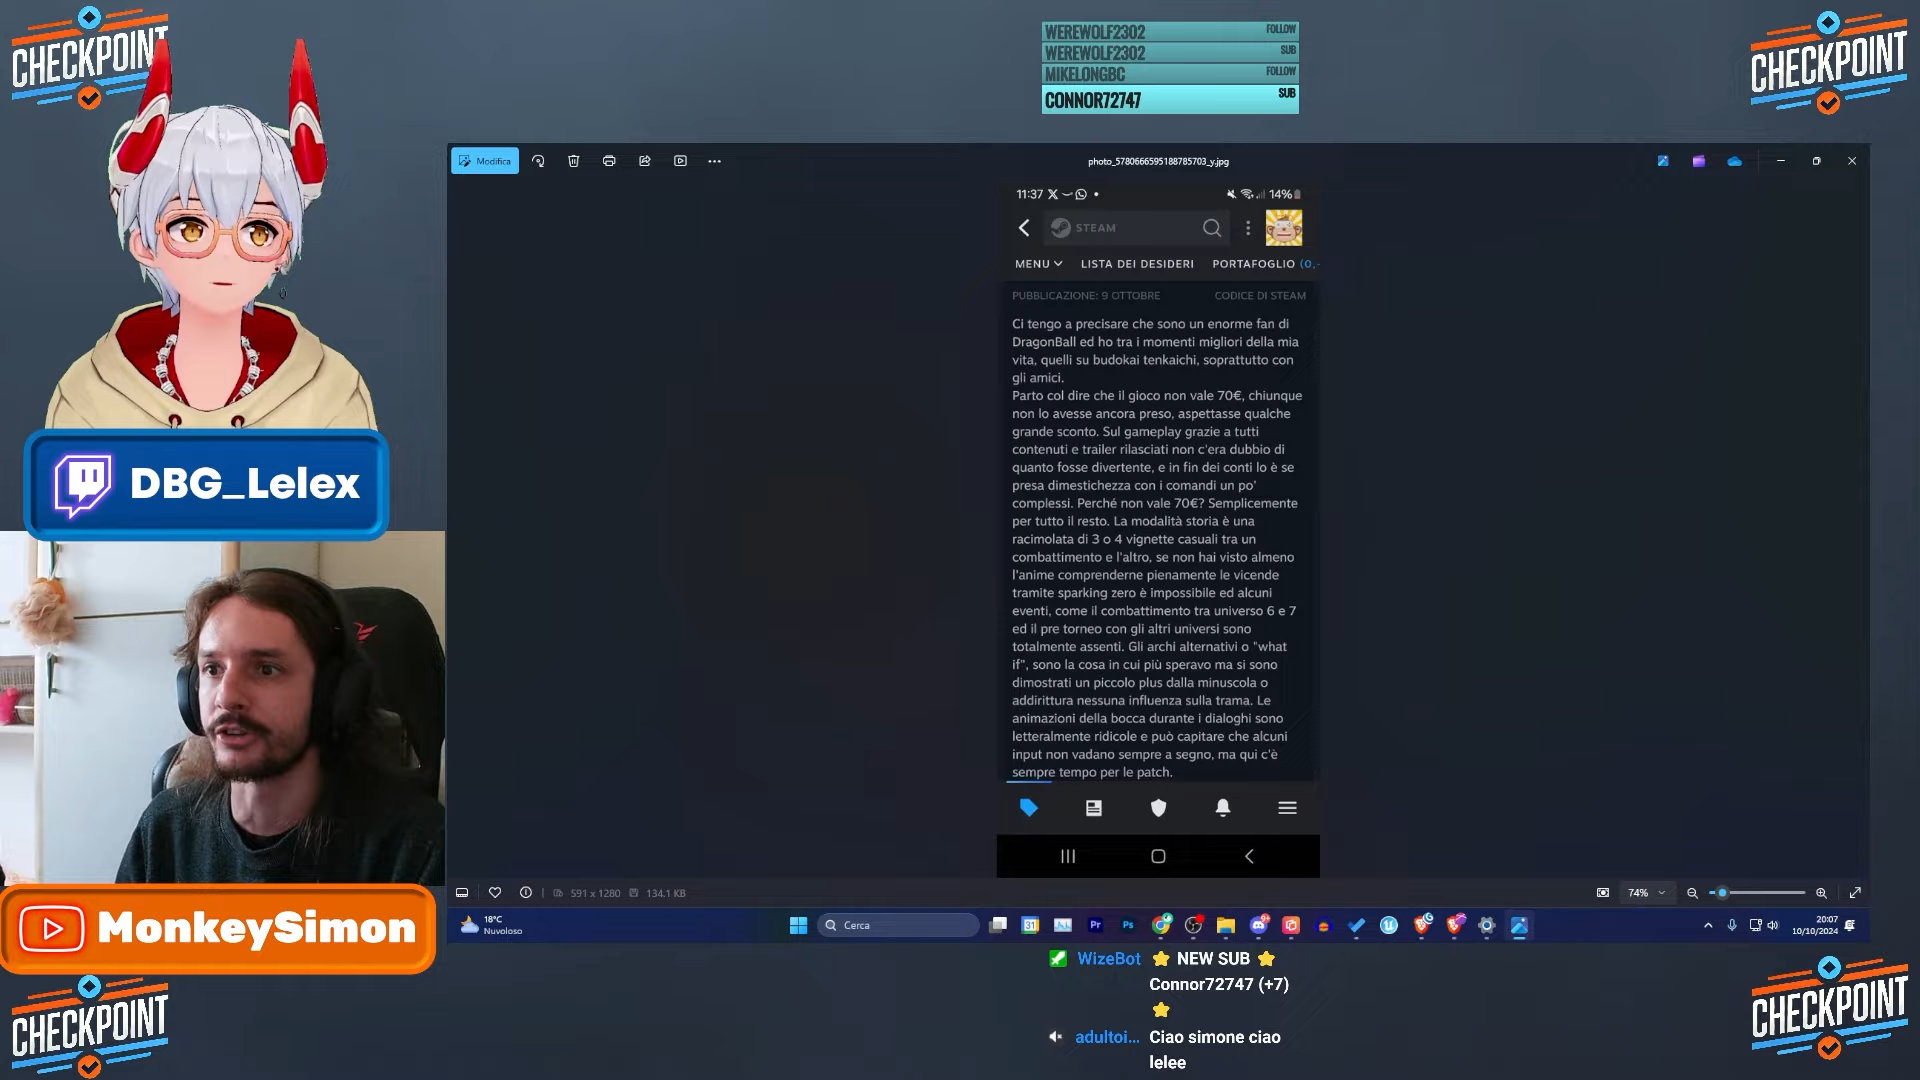 CHECKPOINT
WEREWOLF2302 FOLLOW
WEREWOLF2302 SUB
MIKELONGBC FOLLOW
CONNOR72747 SUB
CHECKPOINT
Modifica
photo_5780666595188785703_y.jpg
11:37 14%
STEAM
MENU LISTA DEI DESIDERI PORTAFOGLIO (0,-
PUBBLICAZIONE: 9 OTTOBRE CODICE DI STEAM
Ci tengo a precisare che sono un enorme fan di
DragonBall ed ho tra i momenti migliori della mia
vita, quelli su budokai tenkaichi, soprattutto con
gli amici.
Parto col dire che il gioco non vale 70€, chiunque
non lo avesse ancora preso, aspettasse qualche
grande sconto. Sul gameplay grazie a tutti
contenuti e trailer rilasciati non c'era dubbio di
quanto fosse divertente, e in fin dei conti lo è se
presa dimestichezza con i comandi un po'
complessi. Perché non vale 70€? Semplicemente
per tutto il resto. La modalità storia è una
racimolata di 3 o 4 vignette casuali tra un
combattimento e l'altro, se non hai visto almeno
l'anime comprenderne pienamente le vicende
tramite sparking zero è impossibile ed alcuni
eventi, come il combattimento tra universo 6 e 7
ed il pre torneo con gli altri universi sono
totalmente assenti. Gli archi alternativi o "what
if", sono la cosa in cui più speravo ma si sono
dimostrati un piccolo plus dalla minuscola o
addirittura nessuna influenza sulla trama. Le
animazioni della bocca durante i dialoghi sono
letteralmente ridicole e può capitare che alcuni
input non vadano sempre a segno, ma qui c'è
sempre tempo per le patch.
DBG_Lelex
MonkeySimon
591 x 1280 134.1 KB
74%
18°C
Nuvoloso
Cerca
31
Pr
Ps
20:07
10/10/2024
WizeBot NEW SUB
Connor72747 (+7)
adultoi... Ciao simone ciao
lelee
CHECKPOINT
CHECKPOINT